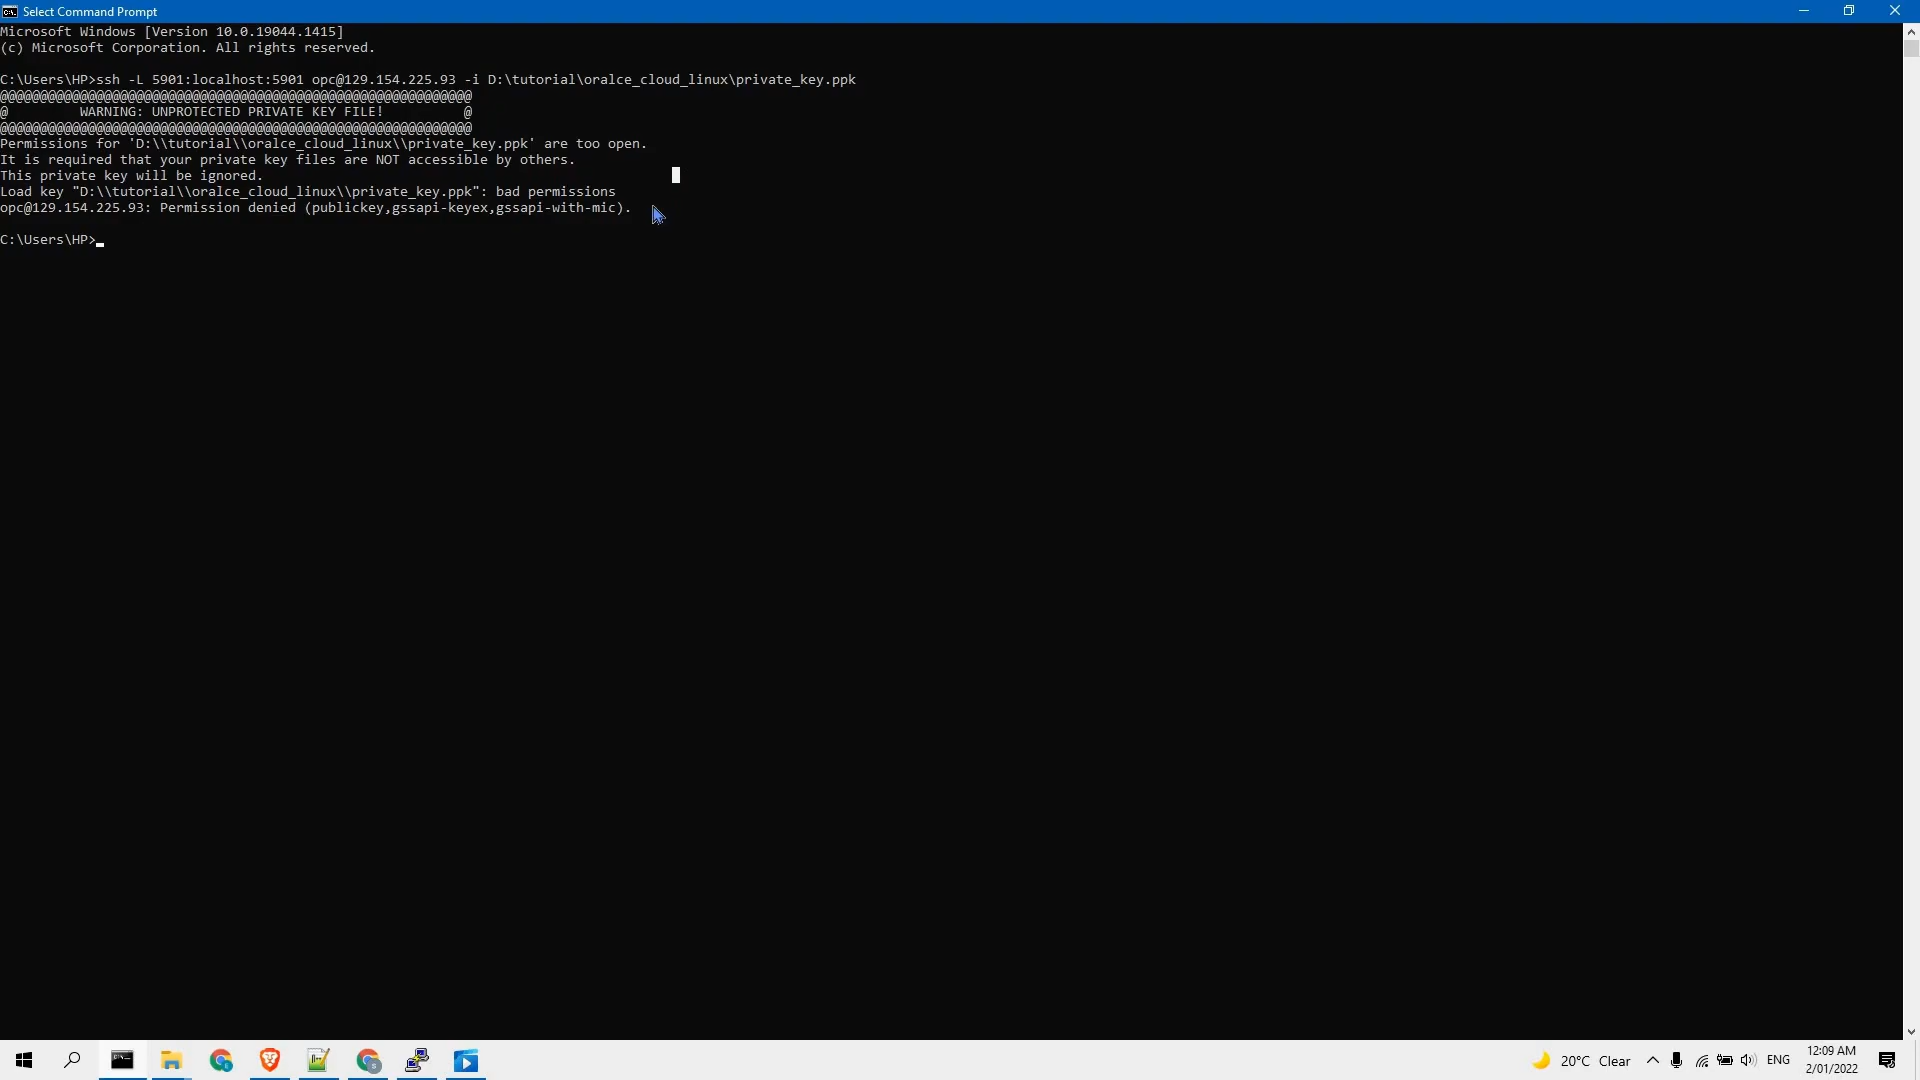 Select Command Prompt
Microsoft Windows [Version 10.0.19044.1415]
(c) Microsoft Corporation. All rights reserved.
C:\Users\HP>ssh -L 5901:localhost:5901 opc@129.154.225.93 -i D:\tutorial\oralce_cloud_linux\private_key.ppk
@@@@@@@@@@@@@@@@@@@@@@@@@@@@@@@@@@@@@@@@@@@@@@@@@@@@@@@@@@@
@         WARNING: UNPROTECTED PRIVATE KEY FILE!          @
@@@@@@@@@@@@@@@@@@@@@@@@@@@@@@@@@@@@@@@@@@@@@@@@@@@@@@@@@@@
Permissions for 'D:\\tutorial\\oralce_cloud_linux\\private_key.ppk' are too open.
It is required that your private key files are NOT accessible by others.
This private key will be ignored.
Load key "D:\\tutorial\\oralce_cloud_linux\\private_key.ppk": bad permissions
opc@129.154.225.93: Permission denied (publickey,gssapi-keyex,gssapi-with-mic).
C:\Users\HP>
20°C Clear
ENG
12:09 AM
2/01/2022